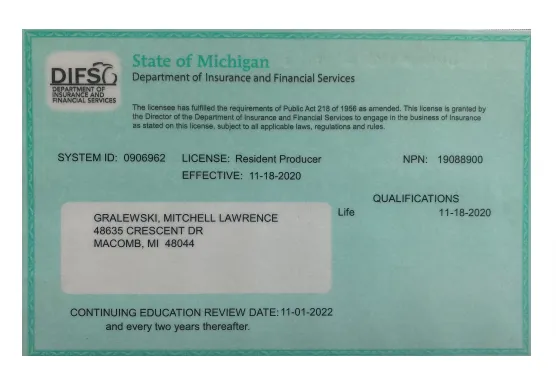 State of Michigan
Department of Insurance and Financial Services
DIFS
DEPARTMENT OF
INSURANCE AND
FINANCIAL SERVICES
The licensee has fulfilled the requirements of Public Act 218 of 1956 as amended. This license is granted by
the Director of the Department of Insurance and Financial Services to engage in the business of Insurance
as stated on this license, subject to all applicable laws, regulations and rules.
SYSTEM ID: 0906962 LICENSE: Resident Producer NPN: 19088900
EFFECTIVE: 11-18-2020
QUALIFICATIONS
Life 11-18-2020
GRALEWSKI, MITCHELL LAWRENCE
48635 CRESCENT DR
MACOMB, MI 48044
CONTINUING EDUCATION REVIEW DATE: 11-01-2022
and every two years thereafter.